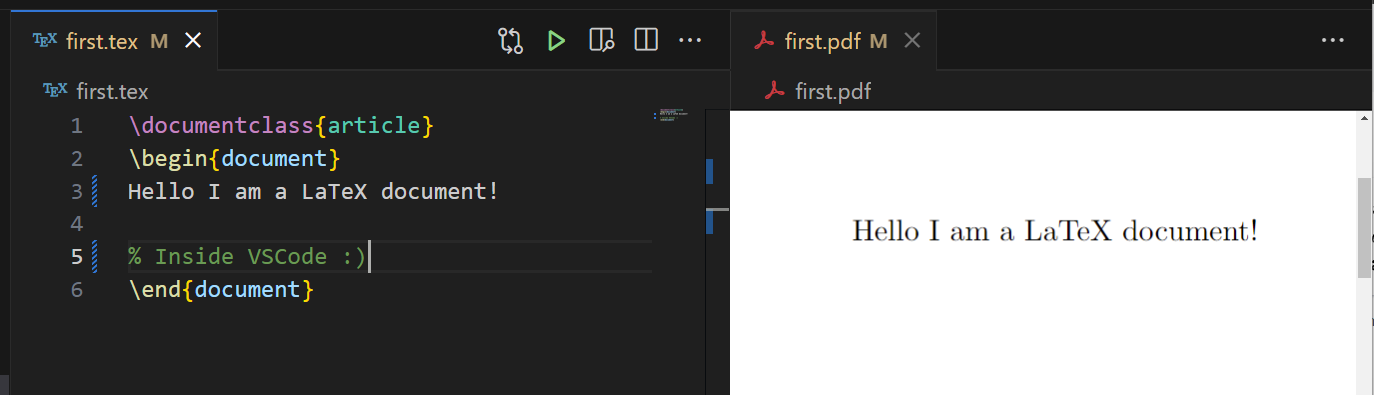 TEX first.tex M
TEX first.tex
1 \documentclass{article}
2 \begin{document}
3 Hello I am a LaTeX document!
4
5 % Inside VSCode :)
6 \end{document}
first.pdf M
first.pdf
Hello I am a LaTeX document!